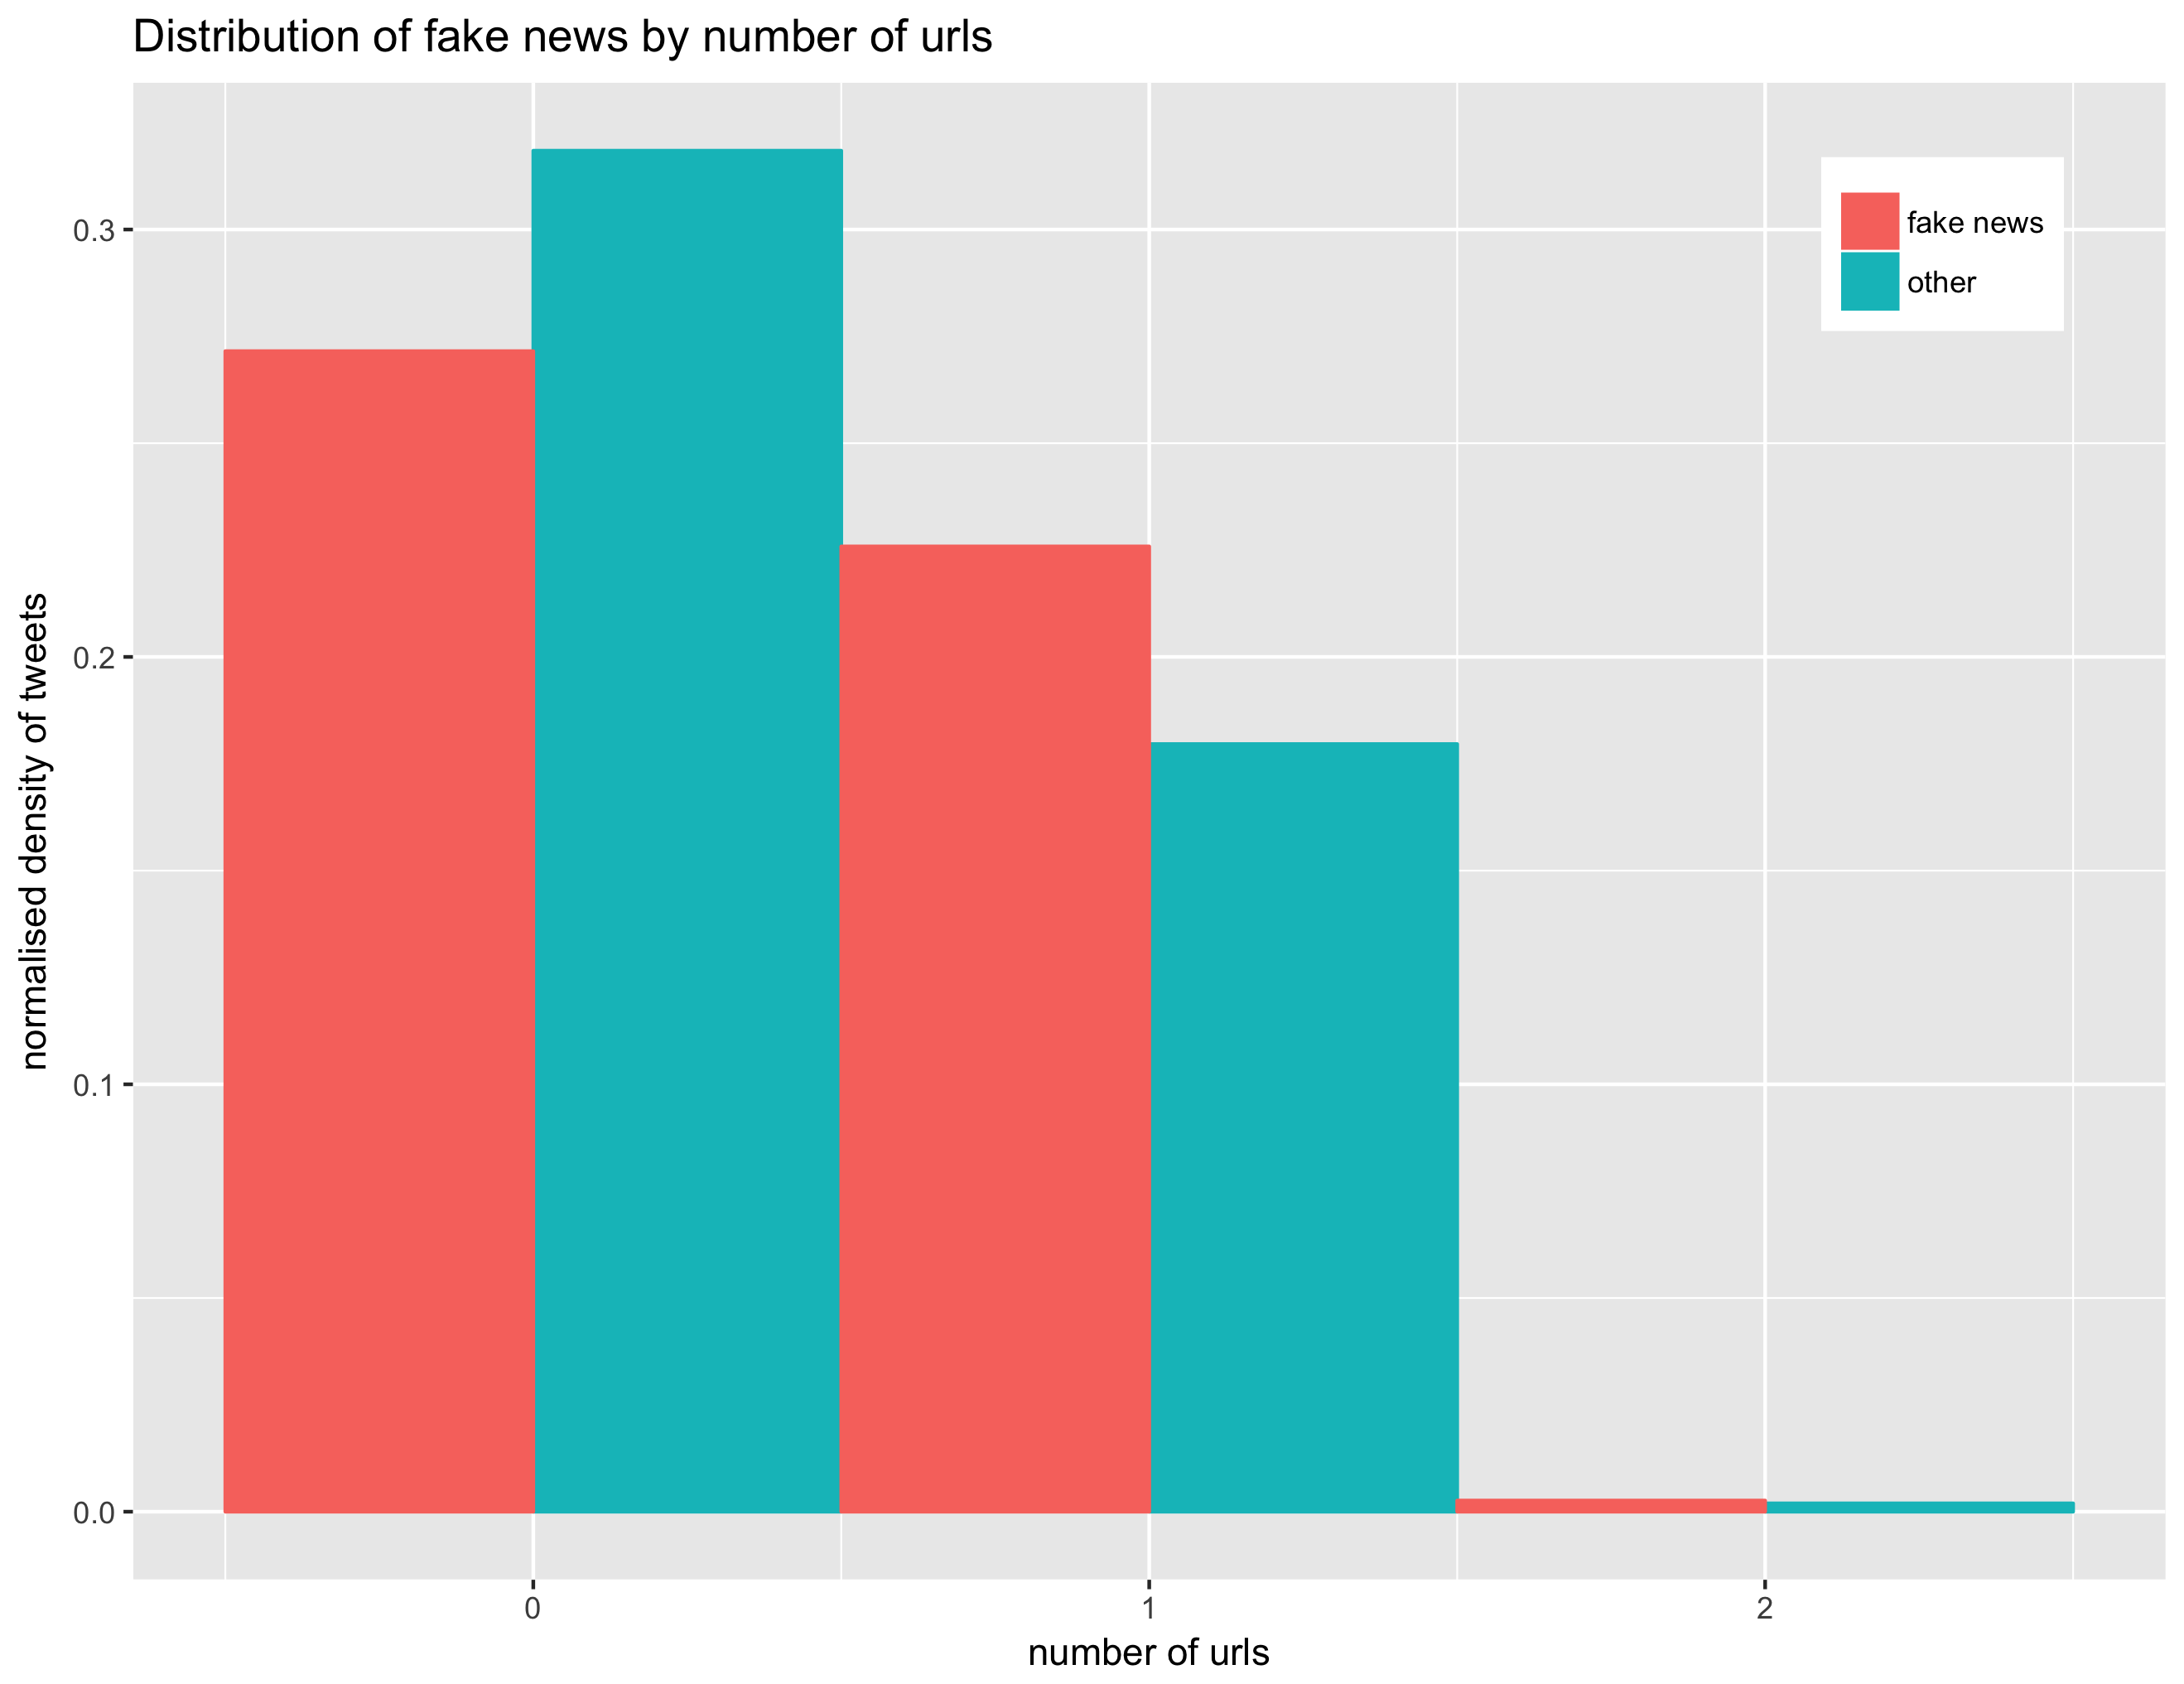 Distribution of fake news by number of urls
fake news
other
normalised density of tweets
0.3
0.2
0.1
0.0
0
1
2
number of urls